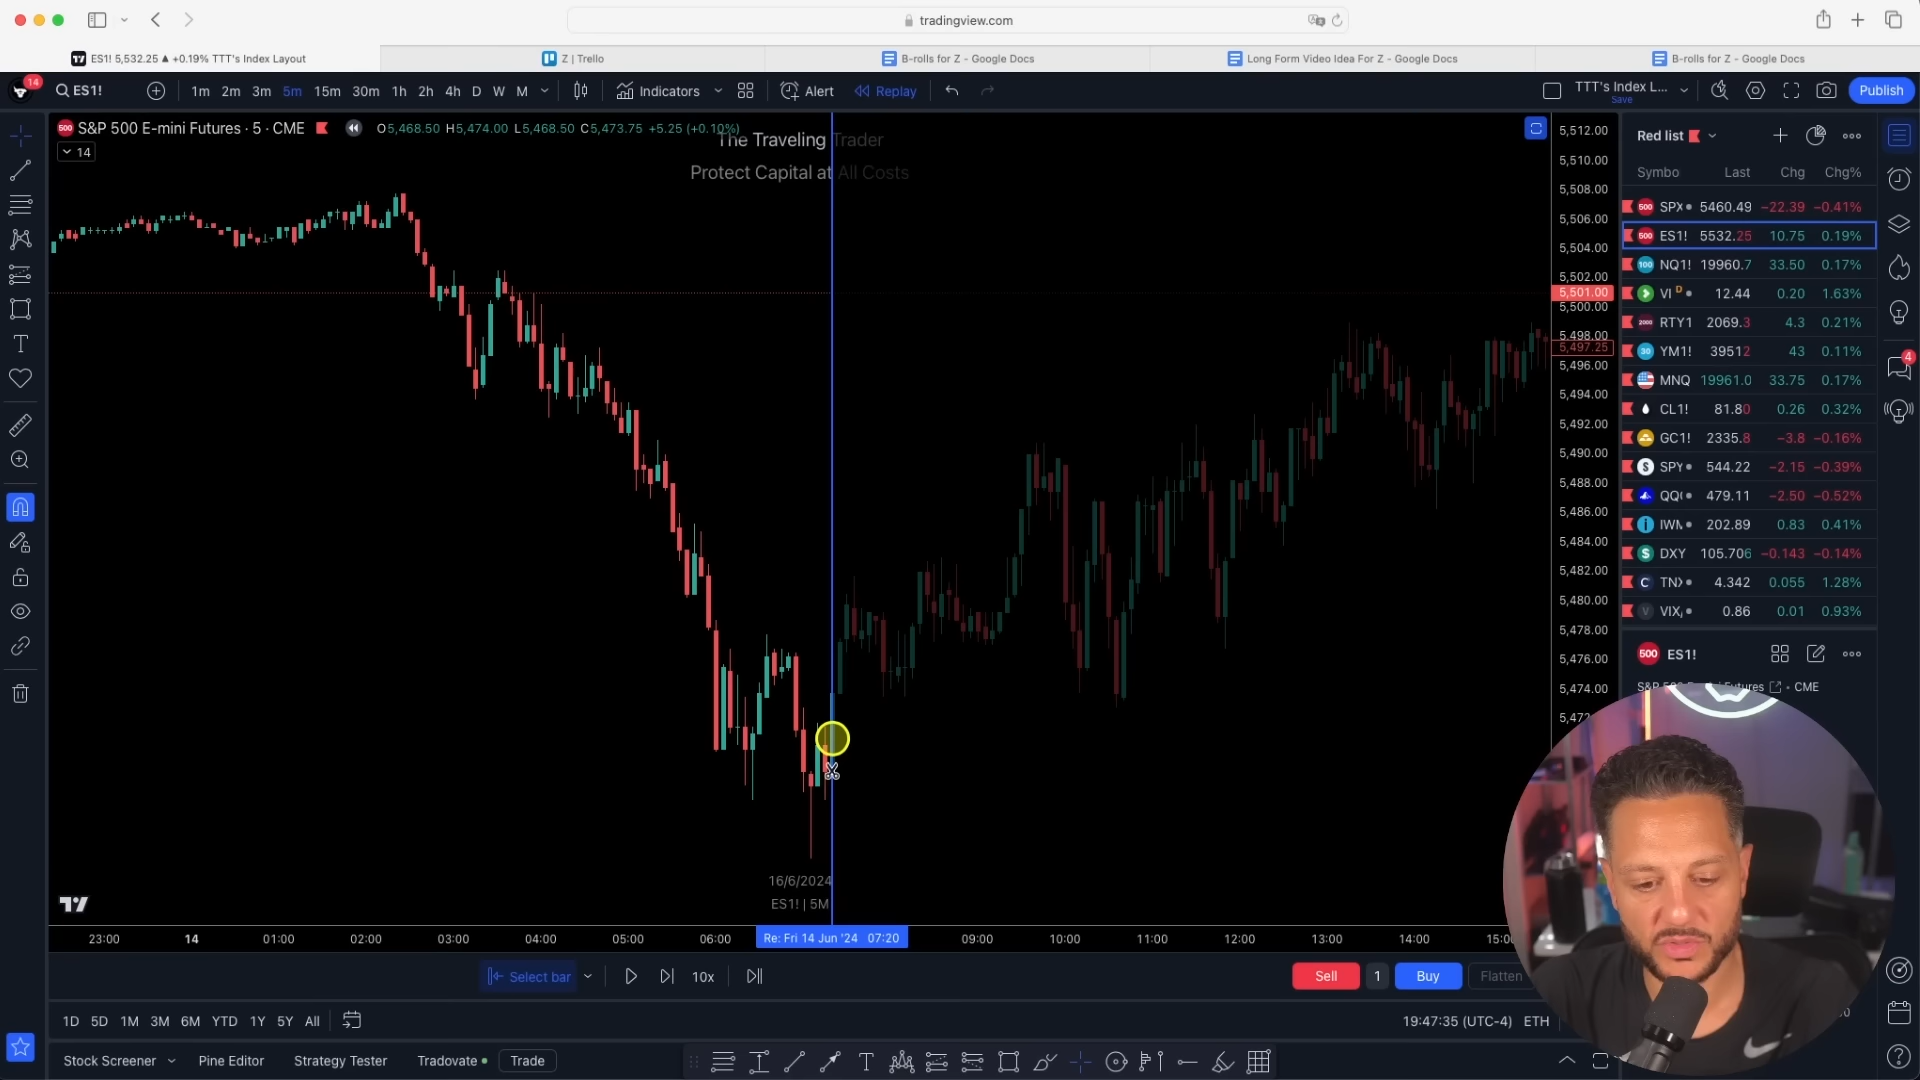 tradingview.com
ES1! 5,532.25 ▲ +0.19% TTT's Index Layout
Z | Trello
B-rolls for Z - Google Docs
Long Form Video Idea For Z - Google Docs
B-rolls for Z - Google Docs
14
ES1!
1m 2m 3m 5m 15m 30m 1h 2h 4h D W M
Indicators
Alert
Replay
TTT's Index L...
Save
Publish
S&P 500 E-mini Futures · 5 · CME
O5,468.50 H5,474.00 L5,468.50 C5,473.75 +5.25 (+0.10%)
14
The Traveling Trader
Protect Capital at All Costs
5,512.00
5,510.00
5,508.00
5,506.00
5,504.00
5,502.00
5,501.00
5,500.00
5,498.00
5,497.25
5,496.00
5,494.00
5,492.00
5,490.00
5,488.00
5,486.00
5,484.00
5,482.00
5,480.00
5,478.00
5,476.00
5,474.00
5,472
Red list
Symbo Last Chg Chg%
SPX 5460.49 −22.39 −0.41%
ES1! 5532.25 10.75 0.19%
NQ1! 19960.7 33.50 0.17%
VI D 12.44 0.20 1.63%
RTY1 2069.3 4.3 0.21%
YM1! 39512 43 0.11%
MNQ 19961.0 33.75 0.17%
CL1! 81.80 0.26 0.32%
GC1! 2335.8 −3.8 −0.16%
SPY 544.22 −2.15 −0.39%
QQ 479.11 −2.50 −0.52%
IWM 202.89 0.83 0.41%
DXY 105.706 −0.143 −0.14%
TNX 4.342 0.055 1.28%
VIX 0.86 0.01 0.93%
4
500 ES1!
S&P 500 E-mini Futures · CME
16/6/2024
ES1! | 5M
23:00 14 01:00 02:00 03:00 04:00 05:00 06:00 Re: Fri 14 Jun '24 07:20 09:00 10:00 11:00 12:00 13:00 14:00 15:00
Select bar
10x
Sell 1 Buy Flatten
1D 5D 1M 3M 6M YTD 1Y 5Y All
19:47:35 (UTC-4) ETH
Stock Screener
Pine Editor
Strategy Tester
Tradovate
Trade